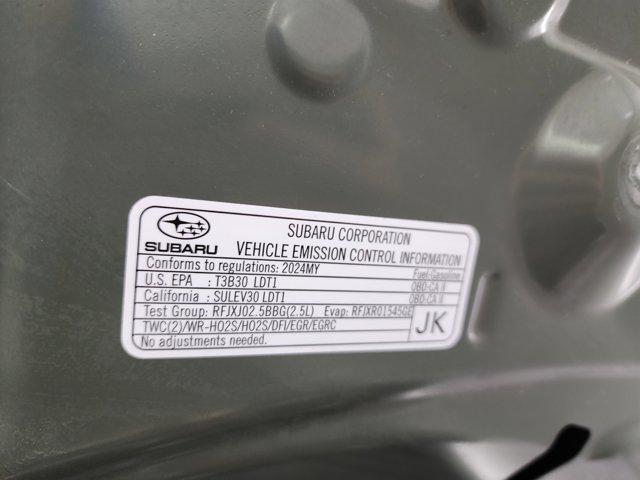 SUBARU
SUBARU CORPORATION
VEHICLE EMISSION CONTROL INFORMATION
Conforms to regulations: 2024MY Fuel:Gasoline
U.S. EPA : T3B30 LDT1 OBD:CA II
California : SULEV30 LDT1 OBD:CA II
Test Group: RFJXJ02.5BBG(2.5L) Evap: RFJXR01545GE
TWC(2)/WR-HO2S/HO2S/DFI/EGR/EGRC
No adjustments needed.
JK